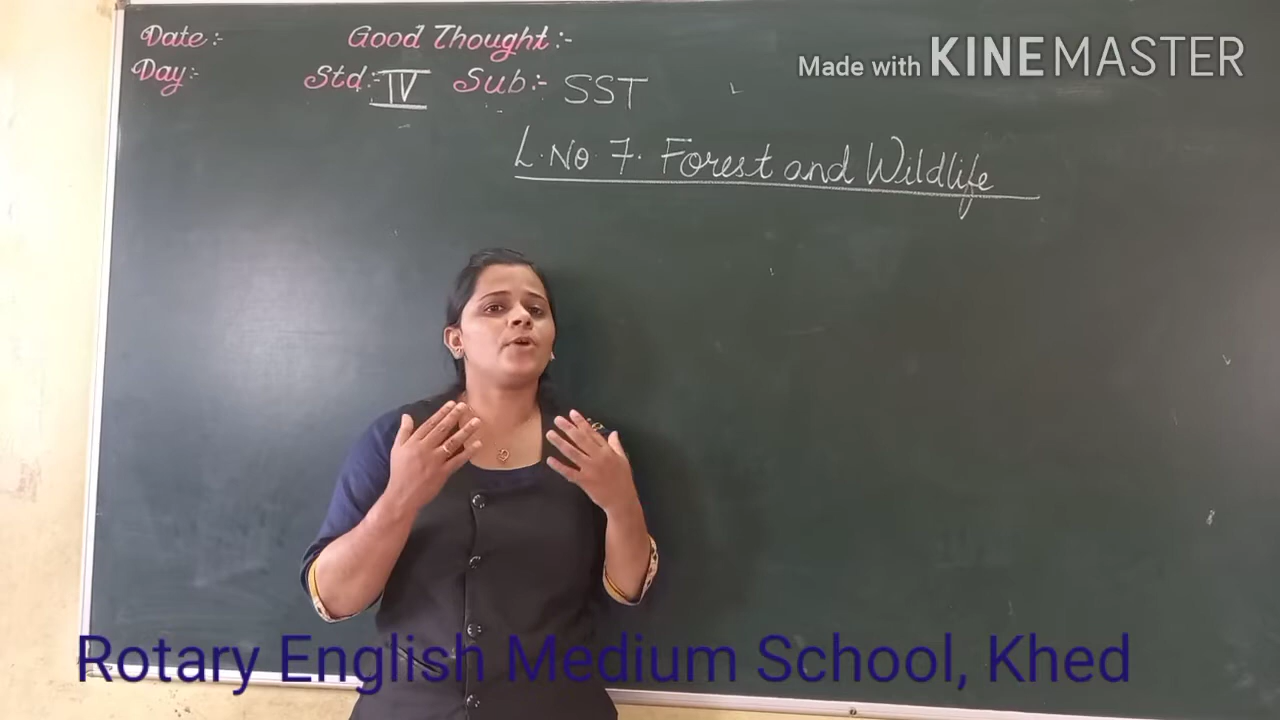 Date:- Good Thought:-
Made with KINEMASTER
Day:- Std:- IV Sub:- SST
L.No 7. Forest and Wildlife
Rotary English Medium School, Khed